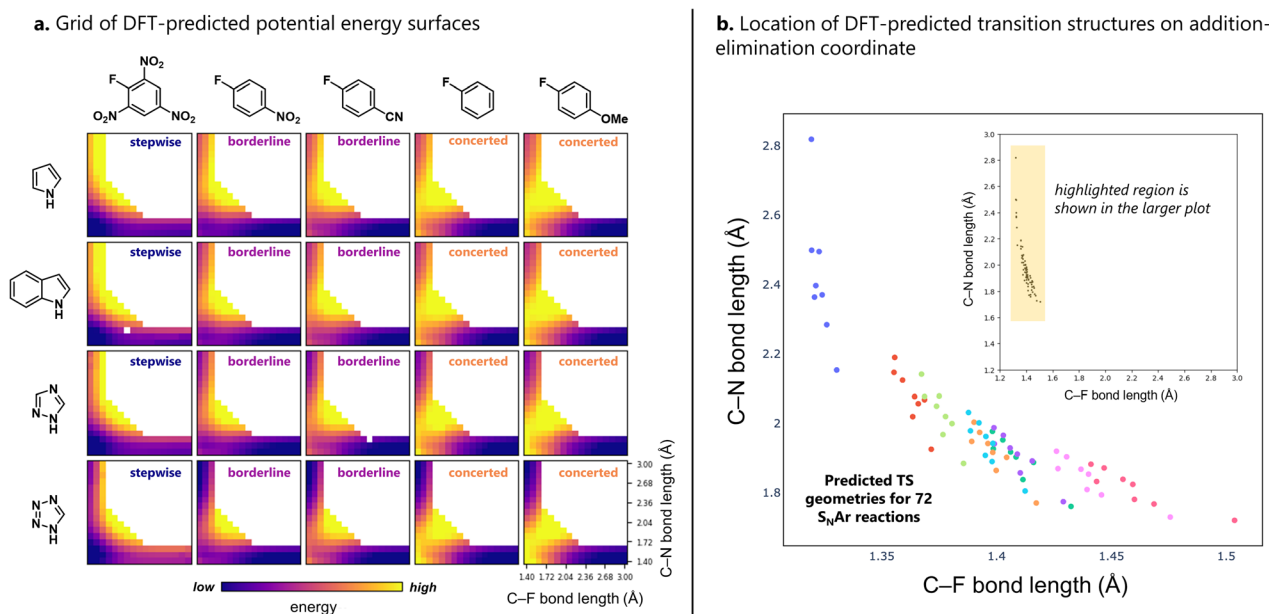 a. Grid of DFT-predicted potential energy surfaces
F
NO₂
O₂N
NO₂
F
NO₂
F
CN
F
F
OMe
stepwise
borderline
borderline
concerted
concerted
N
H
stepwise
borderline
borderline
concerted
concerted
N
H
stepwise
borderline
borderline
concerted
concerted
N
N
N
H
stepwise
borderline
borderline
concerted
concerted
N
N
N
N
H
3.00
2.68
2.36
2.04
1.72
1.40
C–N bond length (Å)
1.40 1.72 2.04 2.36 2.68 3.00
C–F bond length (Å)
low
high
energy
b. Location of DFT-predicted transition structures on addition-
elimination coordinate
2.8
2.6
2.4
2.2
2
1.8
C–N bond length (Å)
1.35 1.4 1.45 1.5
C–F bond length (Å)
Predicted TS
geometries for 72
SNAr reactions
3.0
2.8
2.6
2.4
2.2
2.0
1.8
1.6
1.4
1.2
C–N bond length (Å)
1.2 1.4 1.6 1.8 2.0 2.2 2.4 2.6 2.8 3.0
C–F bond length (Å)
highlighted region is
shown in the larger plot